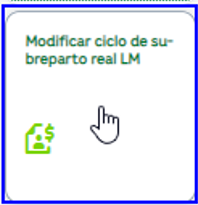 Modificar ciclo de su-
breparto real LM